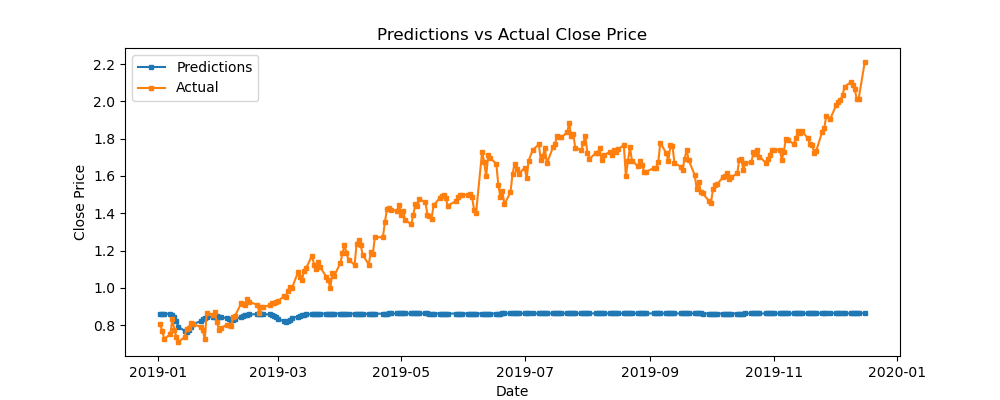 Predictions vs Actual Close Price
Predictions
Actual
Close Price
2.2
2.0
1.8
1.6
1.4
1.2
1.0
0.8
2019-01 2019-03 2019-05 2019-07 2019-09 2019-11 2020-01
Date